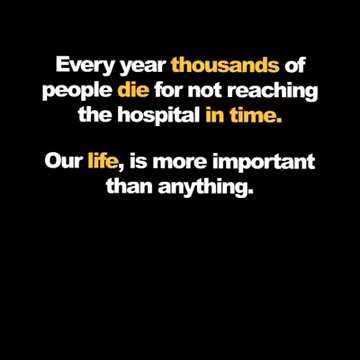 Every year thousands of
people die for not reaching
the hospital in time.
Our life, is more important
than anything.